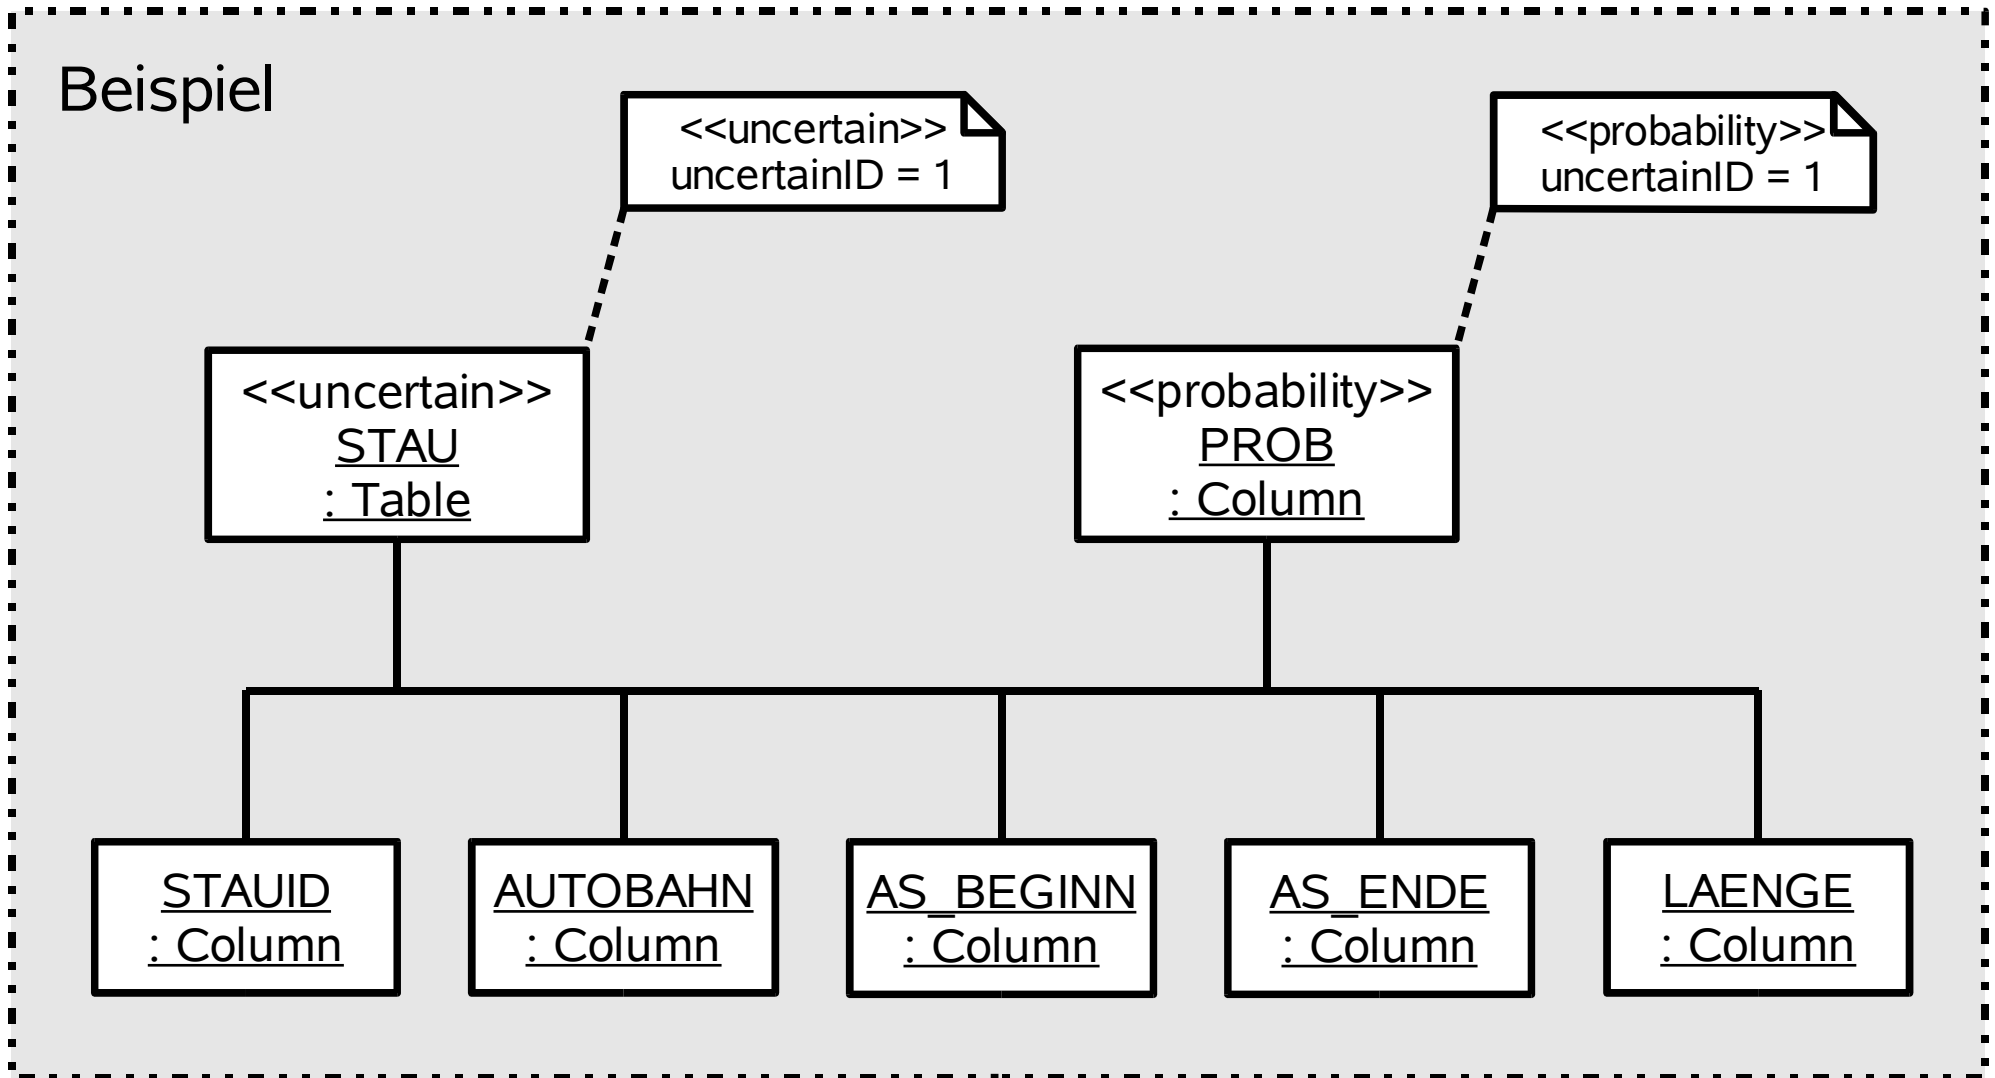 Beispiel
<<uncertain>>
uncertainID = 1
<<probability>>
uncertainID = 1
<<uncertain>>
STAU
: Table
<<probability>>
PROB
: Column
STAUID
: Column
AUTOBAHN
: Column
AS_BEGINN
: Column
AS_ENDE
: Column
LAENGE
: Column